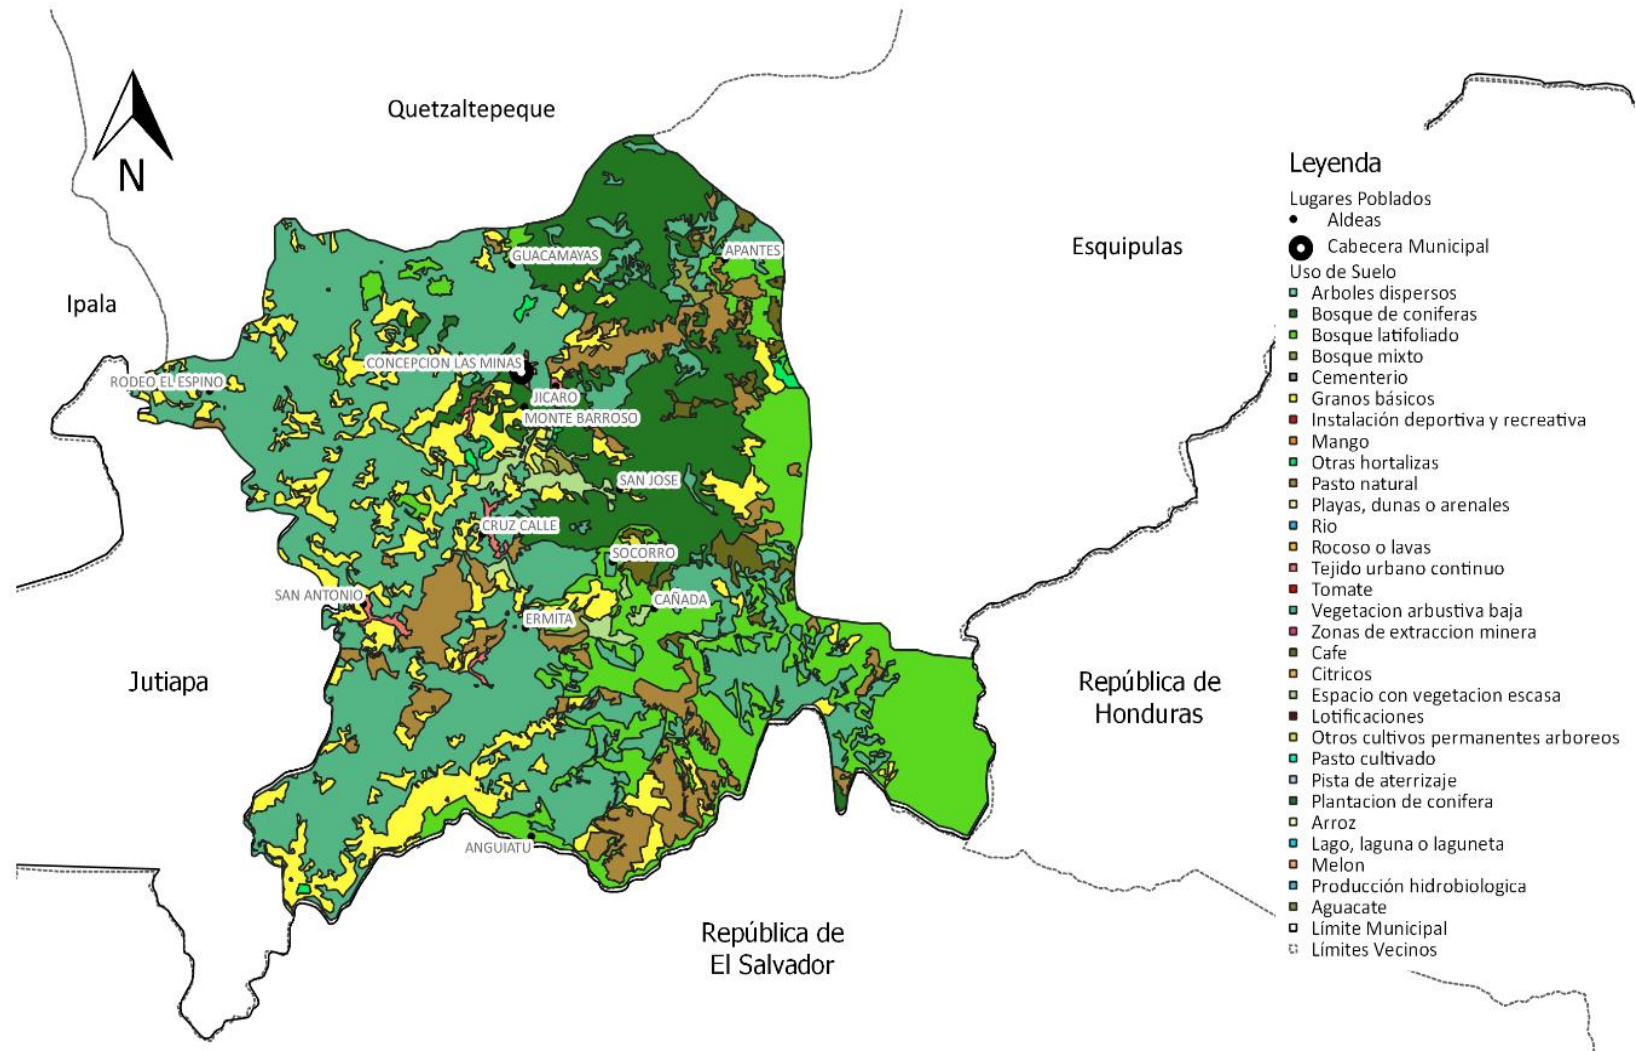 Quetzaltepeque
N
Esquipulas
Ipala
GUACAMAYAS
APANTES
CONCEPCION LAS MINAS
RODEO EL ESPINO
JICARO
MONTE BARROSO
SAN JOSE
CRUZ CALLE
SOCORRO
SAN ANTONIO
CAÑADA
ERMITA
Jutiapa
República de
Honduras
ANGUIATU
República de
El Salvador
Leyenda
Lugares Poblados
Aldeas
Cabecera Municipal
Uso de Suelo
Arboles dispersos
Bosque de coniferas
Bosque latifoliado
Bosque mixto
Cementerio
Granos básicos
Instalación deportiva y recreativa
Mango
Otras hortalizas
Pasto natural
Playas, dunas o arenales
Rio
Rocoso o lavas
Tejido urbano continuo
Tomate
Vegetacion arbustiva baja
Zonas de extraccion minera
Cafe
Citricos
Espacio con vegetacion escasa
Lotificaciones
Otros cultivos permanentes arboreos
Pasto cultivado
Pista de aterrizaje
Plantacion de conifera
Arroz
Lago, laguna o laguneta
Melon
Producción hidrobiologica
Aguacate
Límite Municipal
Límites Vecinos